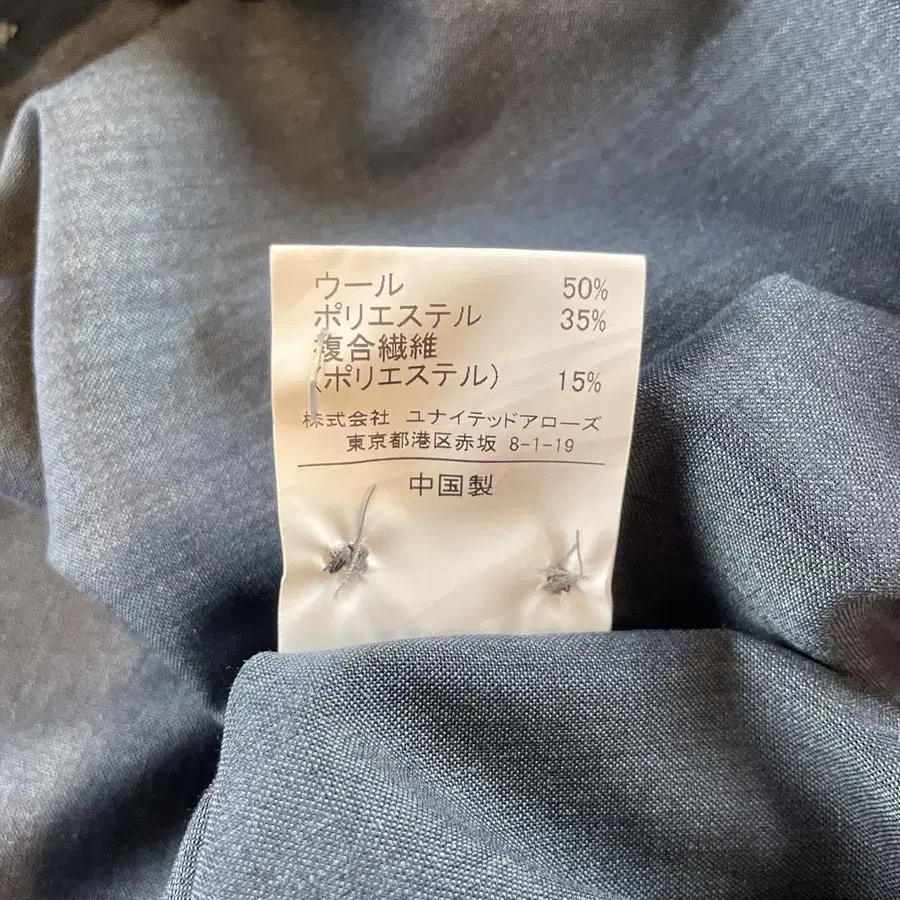 ウール 50%
ポリエステル 35%
複合繊維
(ポリエステル) 15%
株式会社 ユナイテッドアローズ
東京都港区赤坂 8-1-19
中国製